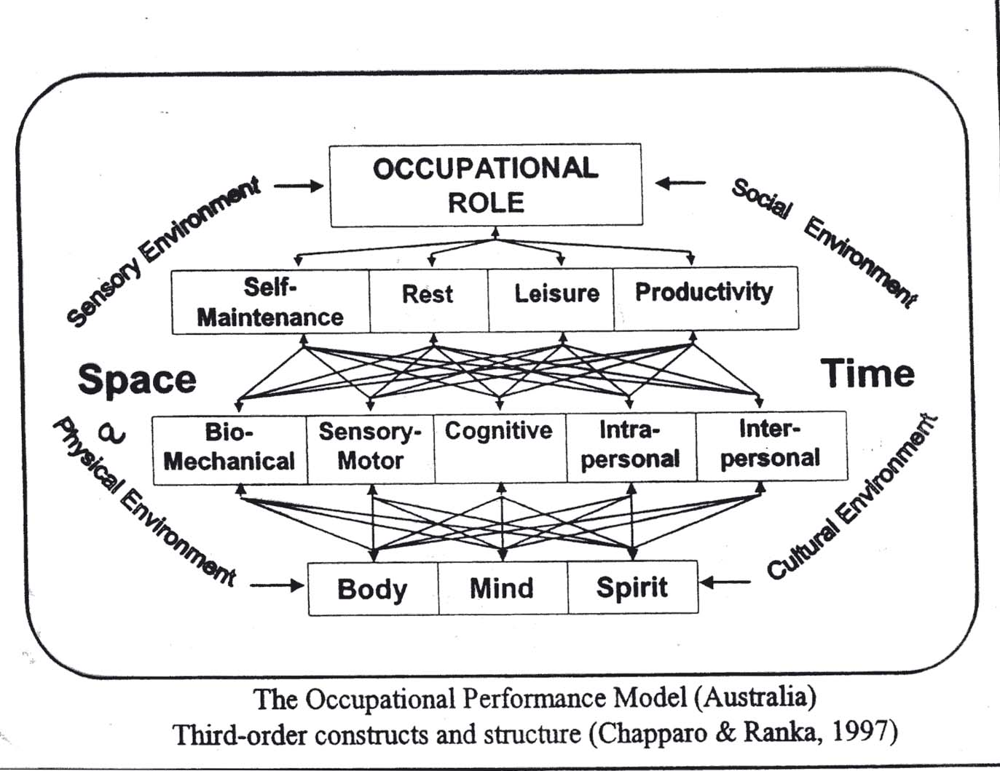 OCCUPATIONAL
ROLE
Sensory Environment
Social Environment
Self-
Maintenance
Rest
Leisure
Productivity
Space
Time
a
Physical Environment
Bio-
Mechanical
Sensory-
Motor
Cognitive
Intra-
personal
Inter-
personal
Cultural Environment
Body
Mind
Spirit
The Occupational Performance Model (Australia)
Third-order constructs and structure (Chapparo & Ranka, 1997)